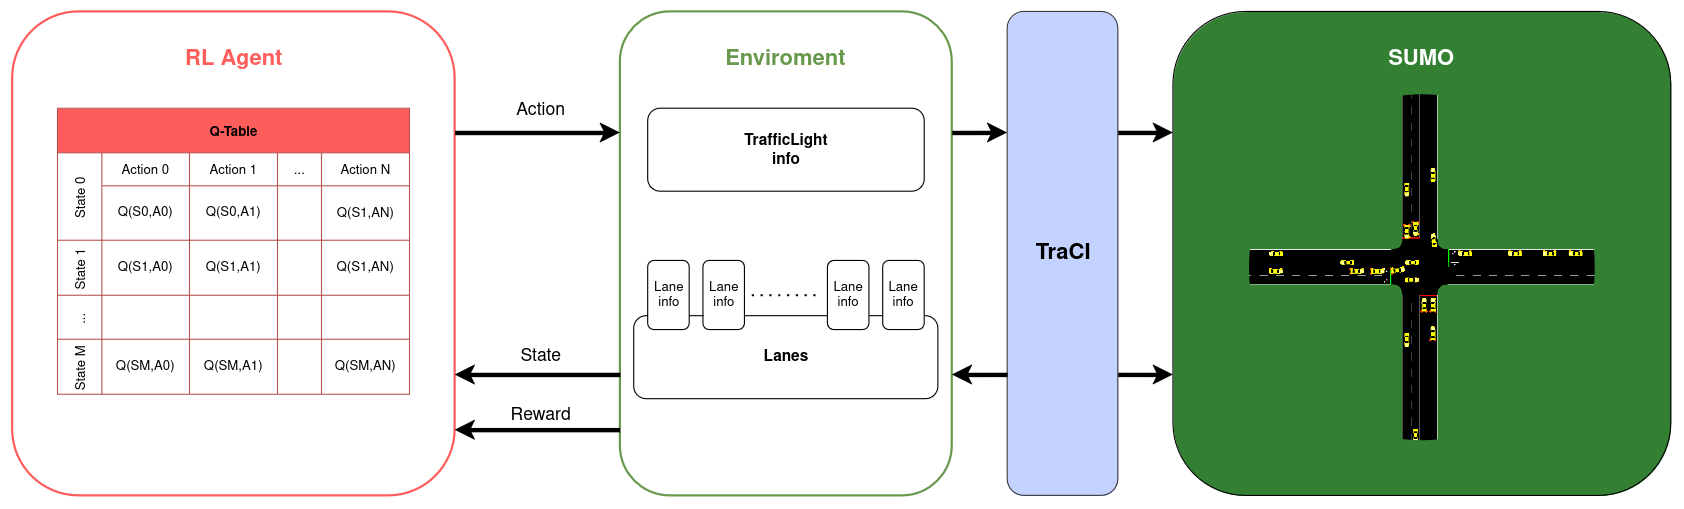 RL Agent
Q-Table
Action 0 Action 1 ... Action N
State 0
Q(S0,A0) Q(S0,A1) Q(S1,AN)
State 1
Q(S1,A0) Q(S1,A1) Q(S1,AN)
...
State M
Q(SM,A0) Q(SM,A1) Q(SM,AN)
Action
State
Reward
Enviroment
TrafficLight
info
Lane
info
Lane
info
........
Lane
info
Lane
info
Lanes
TraCI
SUMO